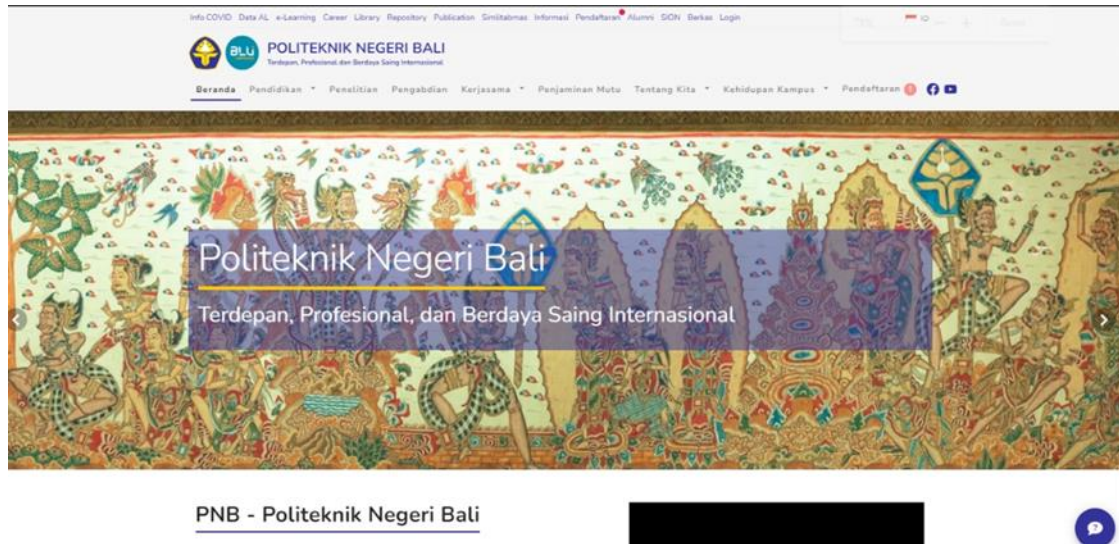 Info COVID Data AL e-Learning Career Library Repository Publication Simlitabmas Informasi Pendaftaran Alumni SION Berkas Login
BLU
POLITEKNIK NEGERI BALI
Terdepan, Profesional dan Berdaya Saing Internasional
Beranda Pendidikan Penelitian Pengabdian Kerjasama Penjaminan Mutu Tentang Kita Kehidupan Kampus Pendaftaran
Politeknik Negeri Bali
Terdepan, Profesional, dan Berdaya Saing Internasional
PNB - Politeknik Negeri Bali